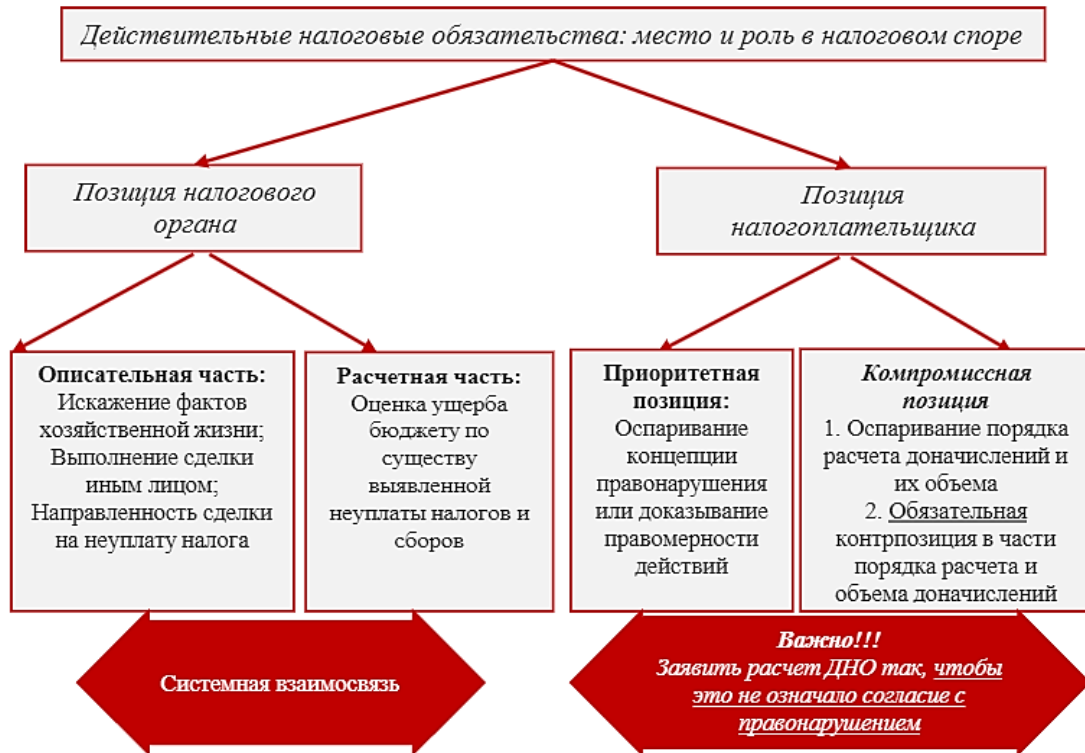 Действительные налоговые обязательства: место и роль в налоговом споре
Позиция налогового
органа
Позиция
налогоплательщика
Описательная часть:
Искажение фактов
хозяйственной жизни;
Выполнение сделки
иным лицом;
Направленность сделки
на неуплату налога
Расчетная часть:
Оценка ущерба
бюджету по
существу
выявленной
неуплаты налогов и
сборов
Приоритетная
позиция:
Оспаривание
концепции
правонарушения
или доказывание
правомерности
действий
Компромиссная
позиция
1. Оспаривание порядка
расчета доначислений и
их объема
2. Обязательная
контрпозиция в части
порядка расчета и
объема доначислений
Системная взаимосвязь
Важно!!!
Заявить расчет ДНО так, чтобы
это не означало согласие с
правонарушением